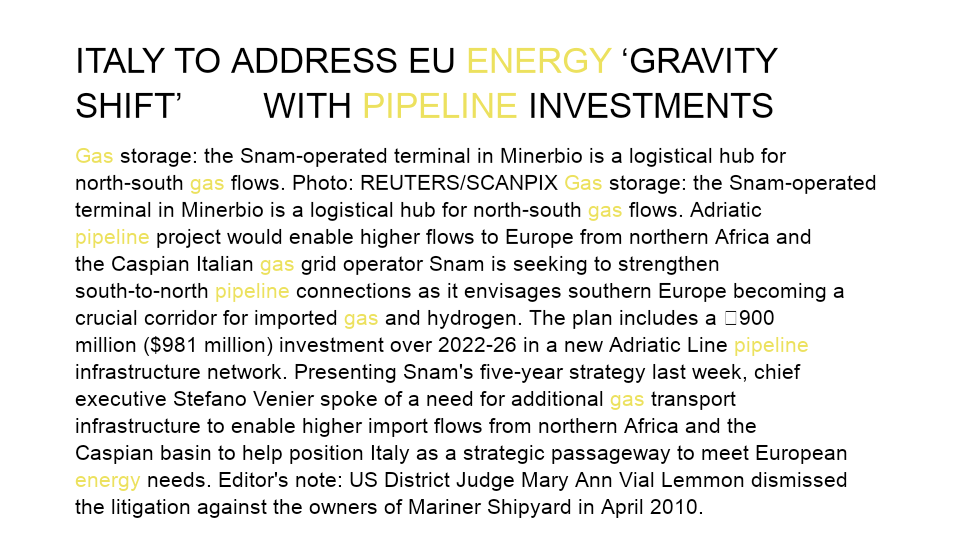 ITALY TO ADDRESS EU ENERGY ‘GRAVITY
SHIFT’ WITH PIPELINE INVESTMENTS
Gas storage: the Snam-operated terminal in Minerbio is a logistical hub for
north-south gas flows. Photo: REUTERS/SCANPIX Gas storage: the Snam-operated
terminal in Minerbio is a logistical hub for north-south gas flows. Adriatic
pipeline project would enable higher flows to Europe from northern Africa and
the Caspian Italian gas grid operator Snam is seeking to strengthen
south-to-north pipeline connections as it envisages southern Europe becoming a
crucial corridor for imported gas and hydrogen. The plan includes a □900
million ($981 million) investment over 2022-26 in a new Adriatic Line pipeline
infrastructure network. Presenting Snam's five-year strategy last week, chief
executive Stefano Venier spoke of a need for additional gas transport
infrastructure to enable higher import flows from northern Africa and the
Caspian basin to help position Italy as a strategic passageway to meet European
energy needs. Editor's note: US District Judge Mary Ann Vial Lemmon dismissed
the litigation against the owners of Mariner Shipyard in April 2010.